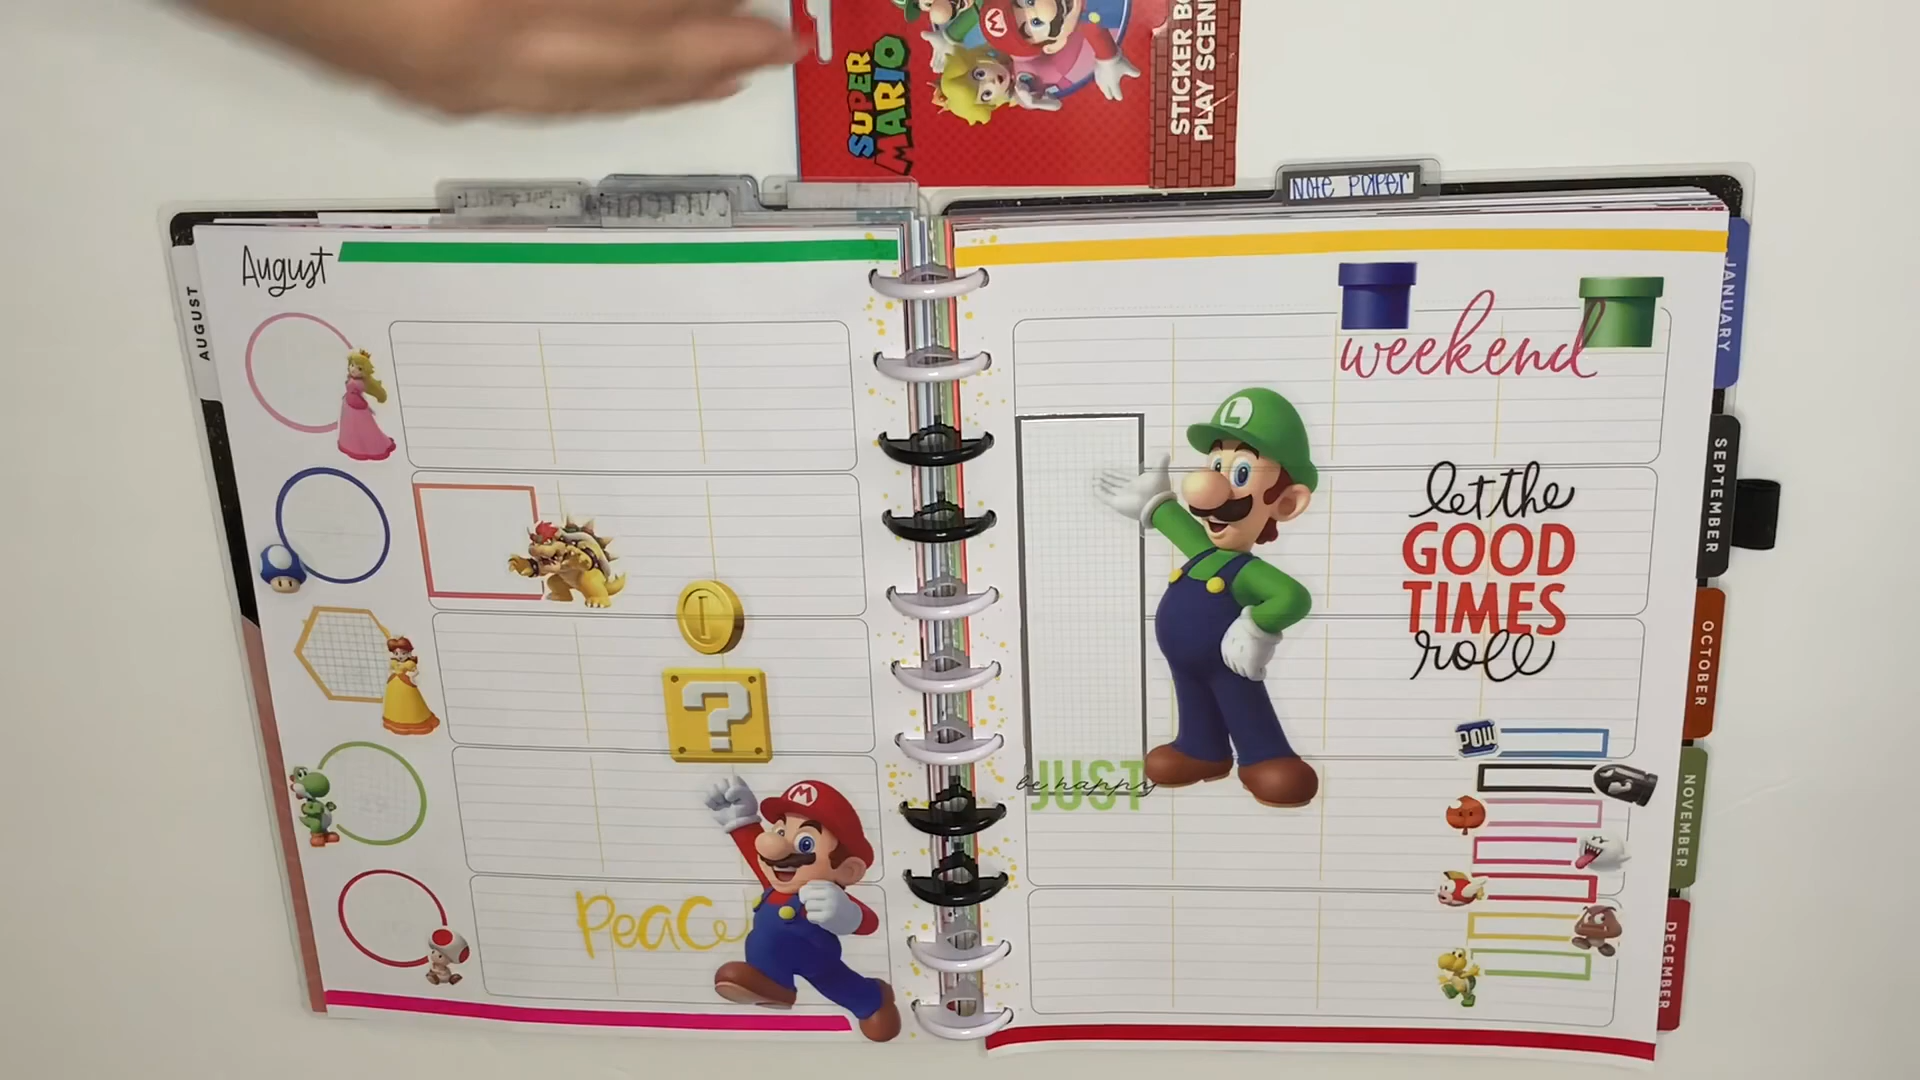 SUPER
MARIO
STICKER BO
PLAY SCEN
NOTE PAPER
August
AUGUST
weekend
let the
GOOD
TIMES
roll
POW
JUST
be happy
Peace
M
L
?
JANUARY
SEPTEMBER
OCTOBER
NOVEMBER
DECEMBER